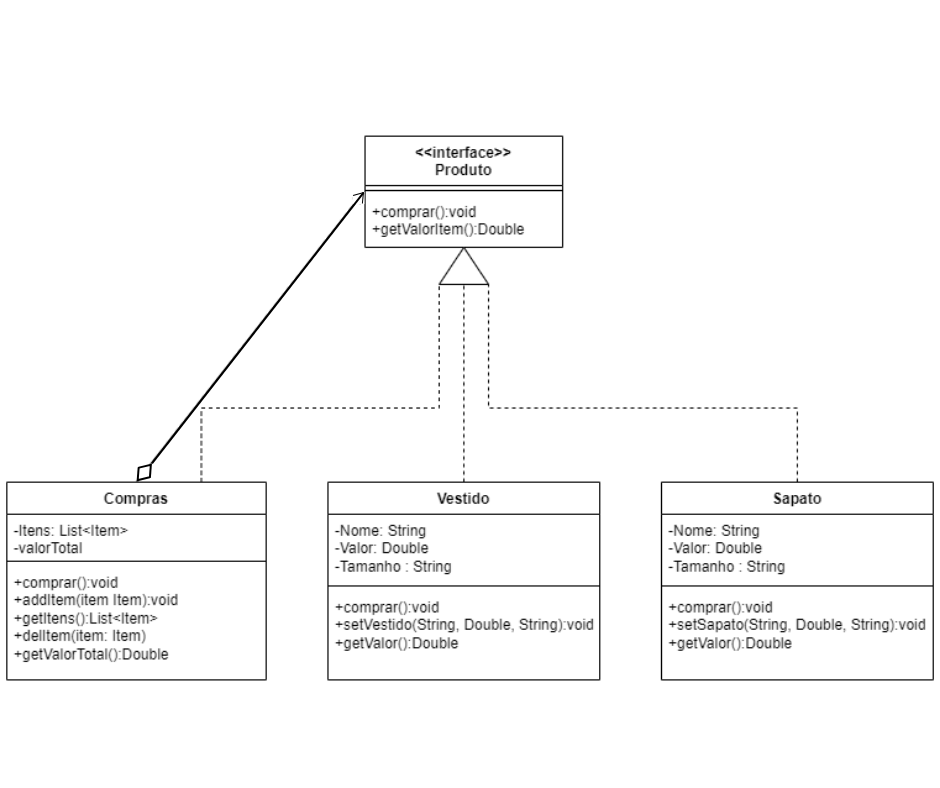 <<interface>>
Produto
+comprar():void
+getValorItem():Double
Compras
-Itens: List<Item>
-valorTotal
+comprar():void
+addItem(item Item):void
+getItens():List<Item>
+delItem(item: Item)
+getValorTotal():Double
Vestido
-Nome: String
-Valor: Double
-Tamanho : String
+comprar():void
+setVestido(String, Double, String):void
+getValor():Double
Sapato
-Nome: String
-Valor: Double
-Tamanho : String
+comprar():void
+setSapato(String, Double, String):void
+getValor():Double